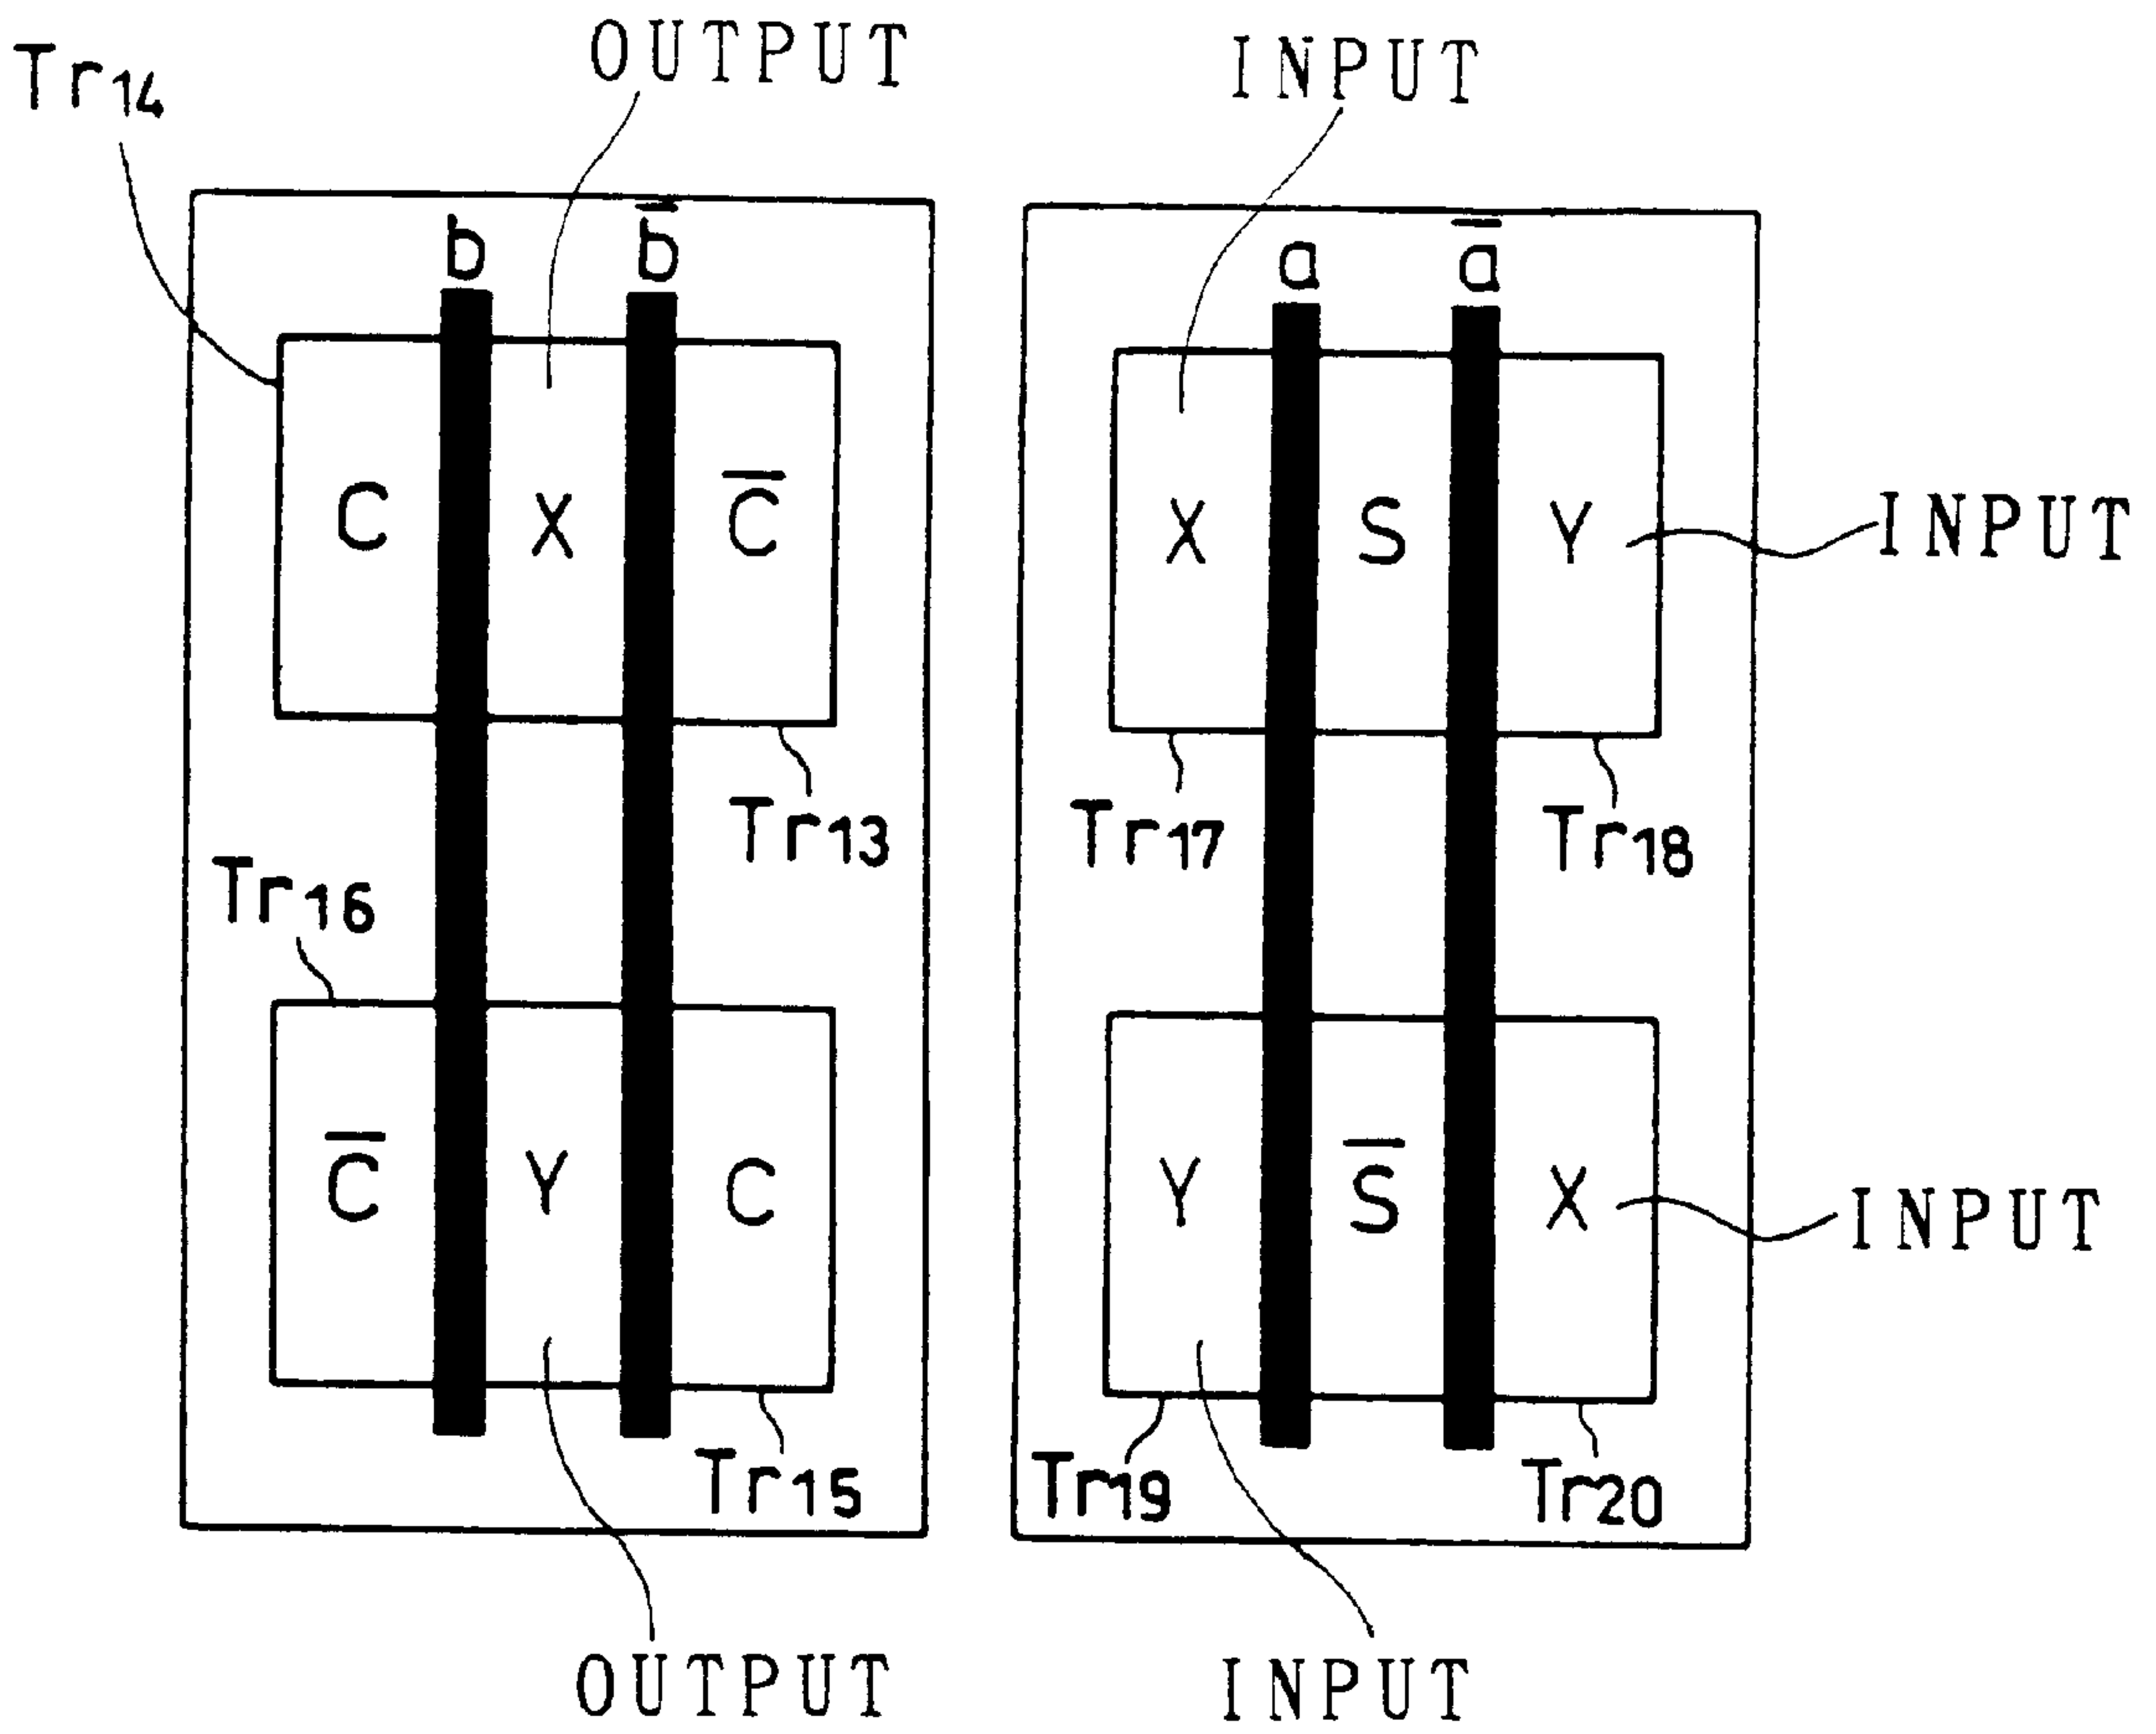 Tr14
OUTPUT
INPUT
b b̅
a a̅
C X C̅
X S Y
INPUT
Tr13
Tr17
Tr18
Tr16
C̅ Y C
Y S̅ X
INPUT
Tr15
Tr19
Tr20
OUTPUT
INPUT